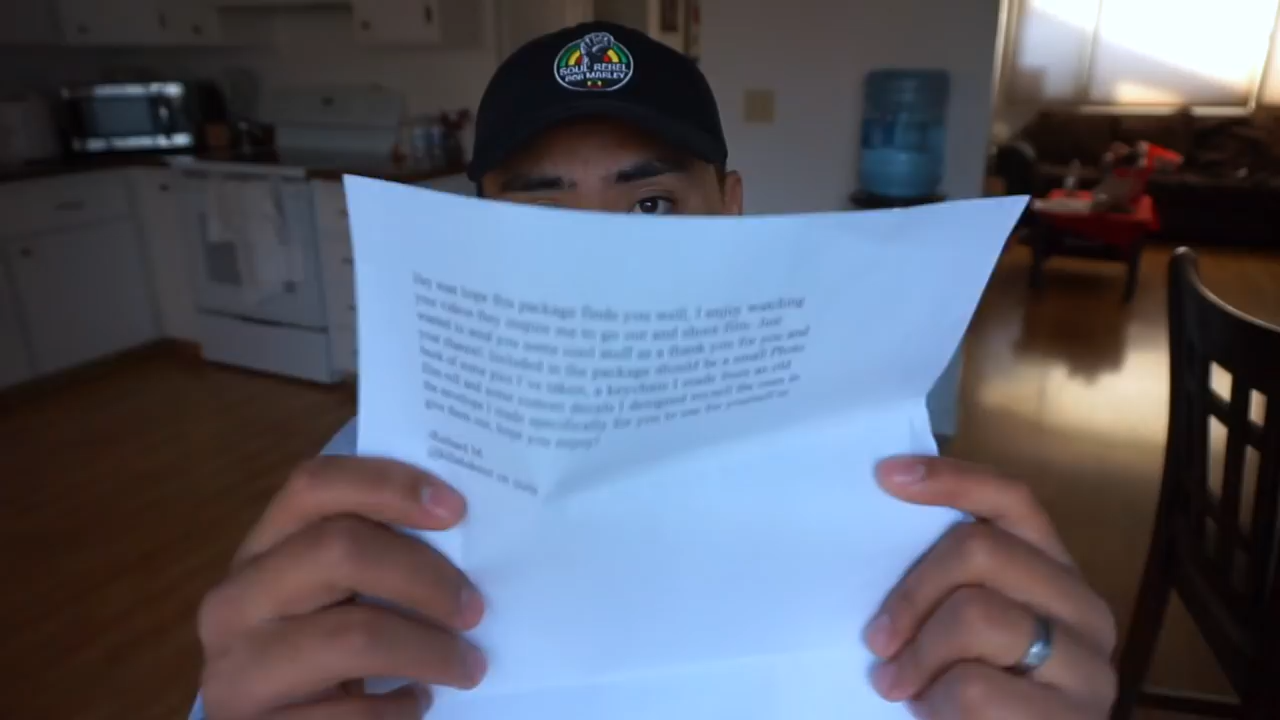 SOUL REBEL
BOB MARLEY
Hey man hope this package finds you well, I enjoy watching
your videos they inspire me to go out and shoot film. Just
wanted to send you some cool stuff as a thank you for you and
your channel. Included in the package should be a small Photo
book of some pics I've taken, a keychain I made from an old
film roll and some custom decals I designed myself the ones in
the envelope I made specifically for you to use for yourself or
give them out, hope you enjoy!